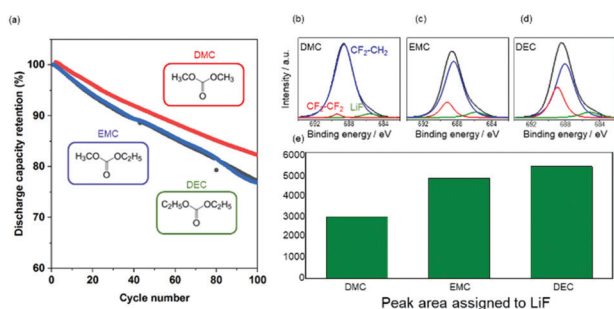 (a)
Discharge capacity retention (%)
100
90
80
70
60
0 20 40 60 80 100
Cycle number
DMC
H₃CO OCH₃
O
EMC
H₃CO OC₂H₅
O
DEC
C₂H₅O OC₂H₅
O
(b) (c) (d)
Intensity / a.u.
DMC
CF₂-CH₂
CF₂-CF₂
LiF
692 688 684
Binding energy / eV
EMC
692 688 684
Binding energy / eV
DEC
692 688 684
Binding energy / eV
(e)
6000
5000
4000
3000
2000
1000
0
DMC EMC DEC
Peak area assigned to LiF